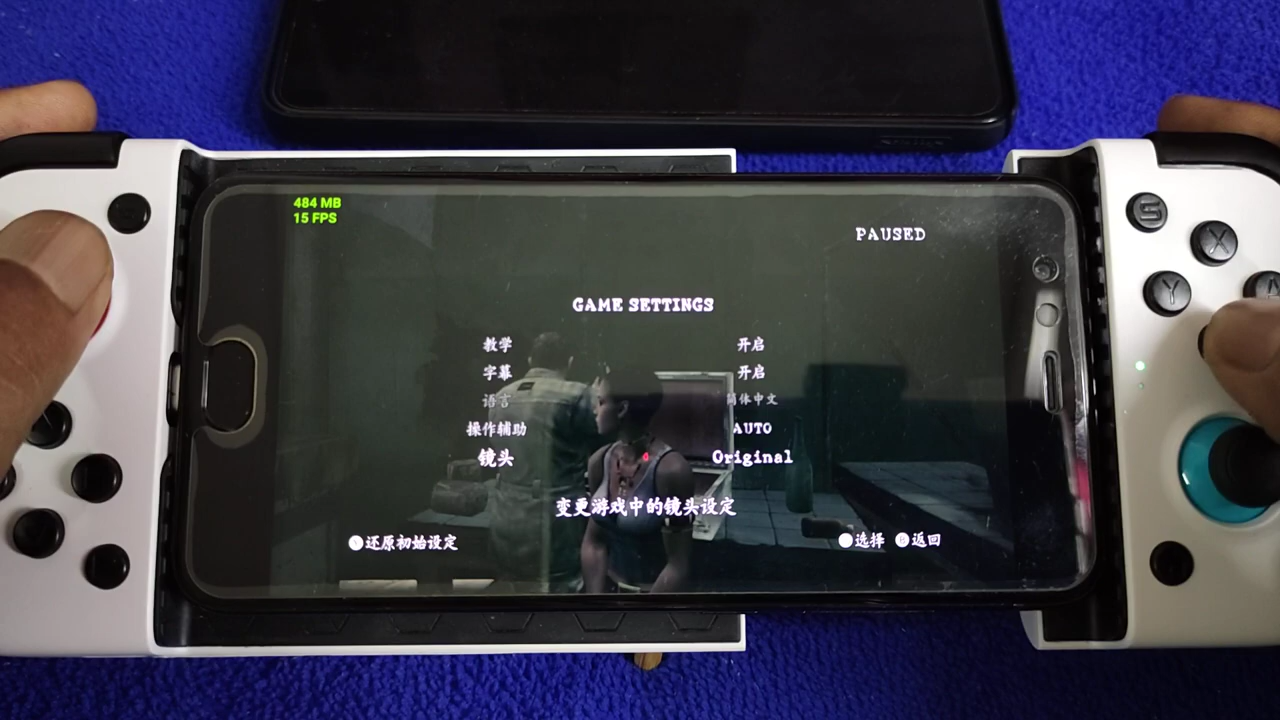 484 MB
15 FPS
PAUSED
GAME SETTINGS
教学 开启
字幕 开启
语言 简体中文
操作辅助 AUTO
镜头 Original
变更游戏中的镜头设定
Y还原初始设定 选择 B返回
S
X
Y
A